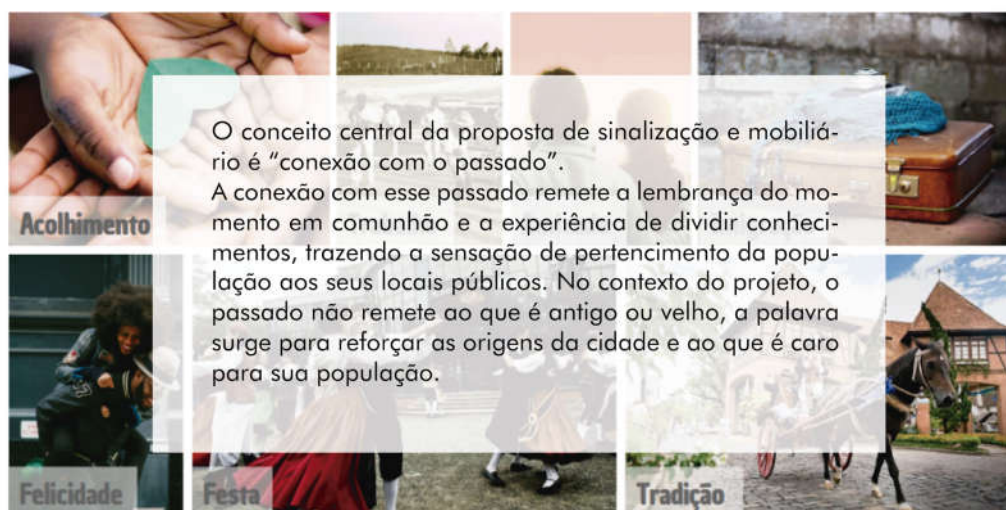 O conceito central da proposta de sinalização e mobiliá-
rio é “conexão com o passado”.
A conexão com esse passado remete a lembrança do mo-
mento em comunhão e a experiência de dividir conheci-
mentos, trazendo a sensação de pertencimento da popu-
lação aos seus locais públicos. No contexto do projeto, o
passado não remete ao que é antigo ou velho, a palavra
surge para reforçar as origens da cidade e ao que é caro
para sua população.
Acolhimento
Felicidade
Festa
Tradição